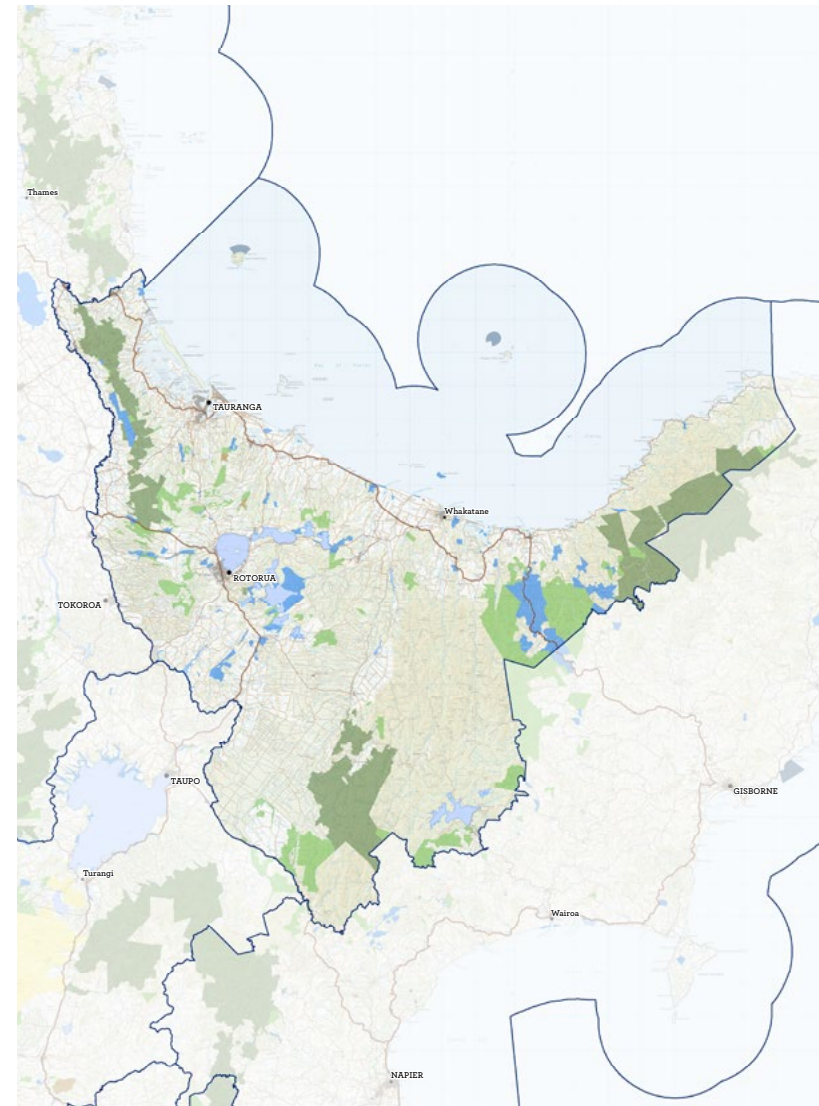 Thames
TAURANGA
Whakatane
ROTORUA
TOKOROA
TAUPO
GISBORNE
Turangi
Wairoa
NAPIER